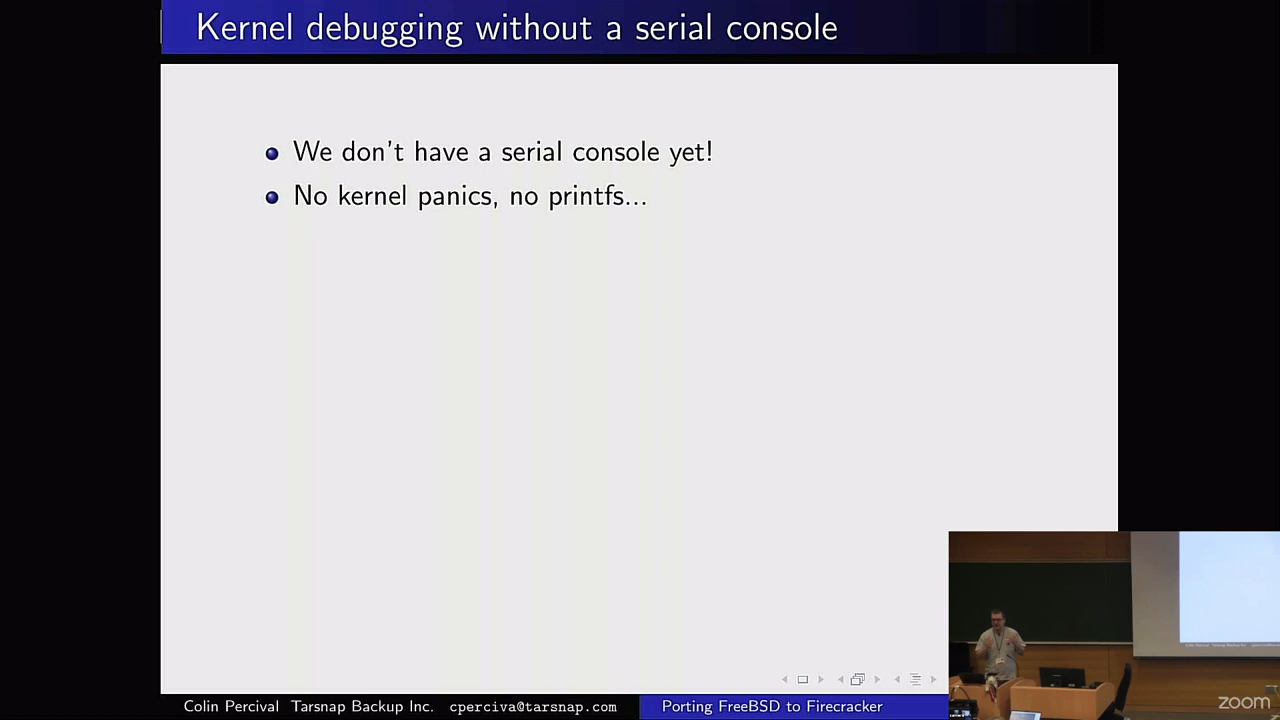 Kernel debugging without a serial console
We don't have a serial console yet!
No kernel panics, no printfs...
Colin Percival Tarsnap Backup Inc. cperciva@tarsnap.com
Porting FreeBSD to Firecracker
zoom